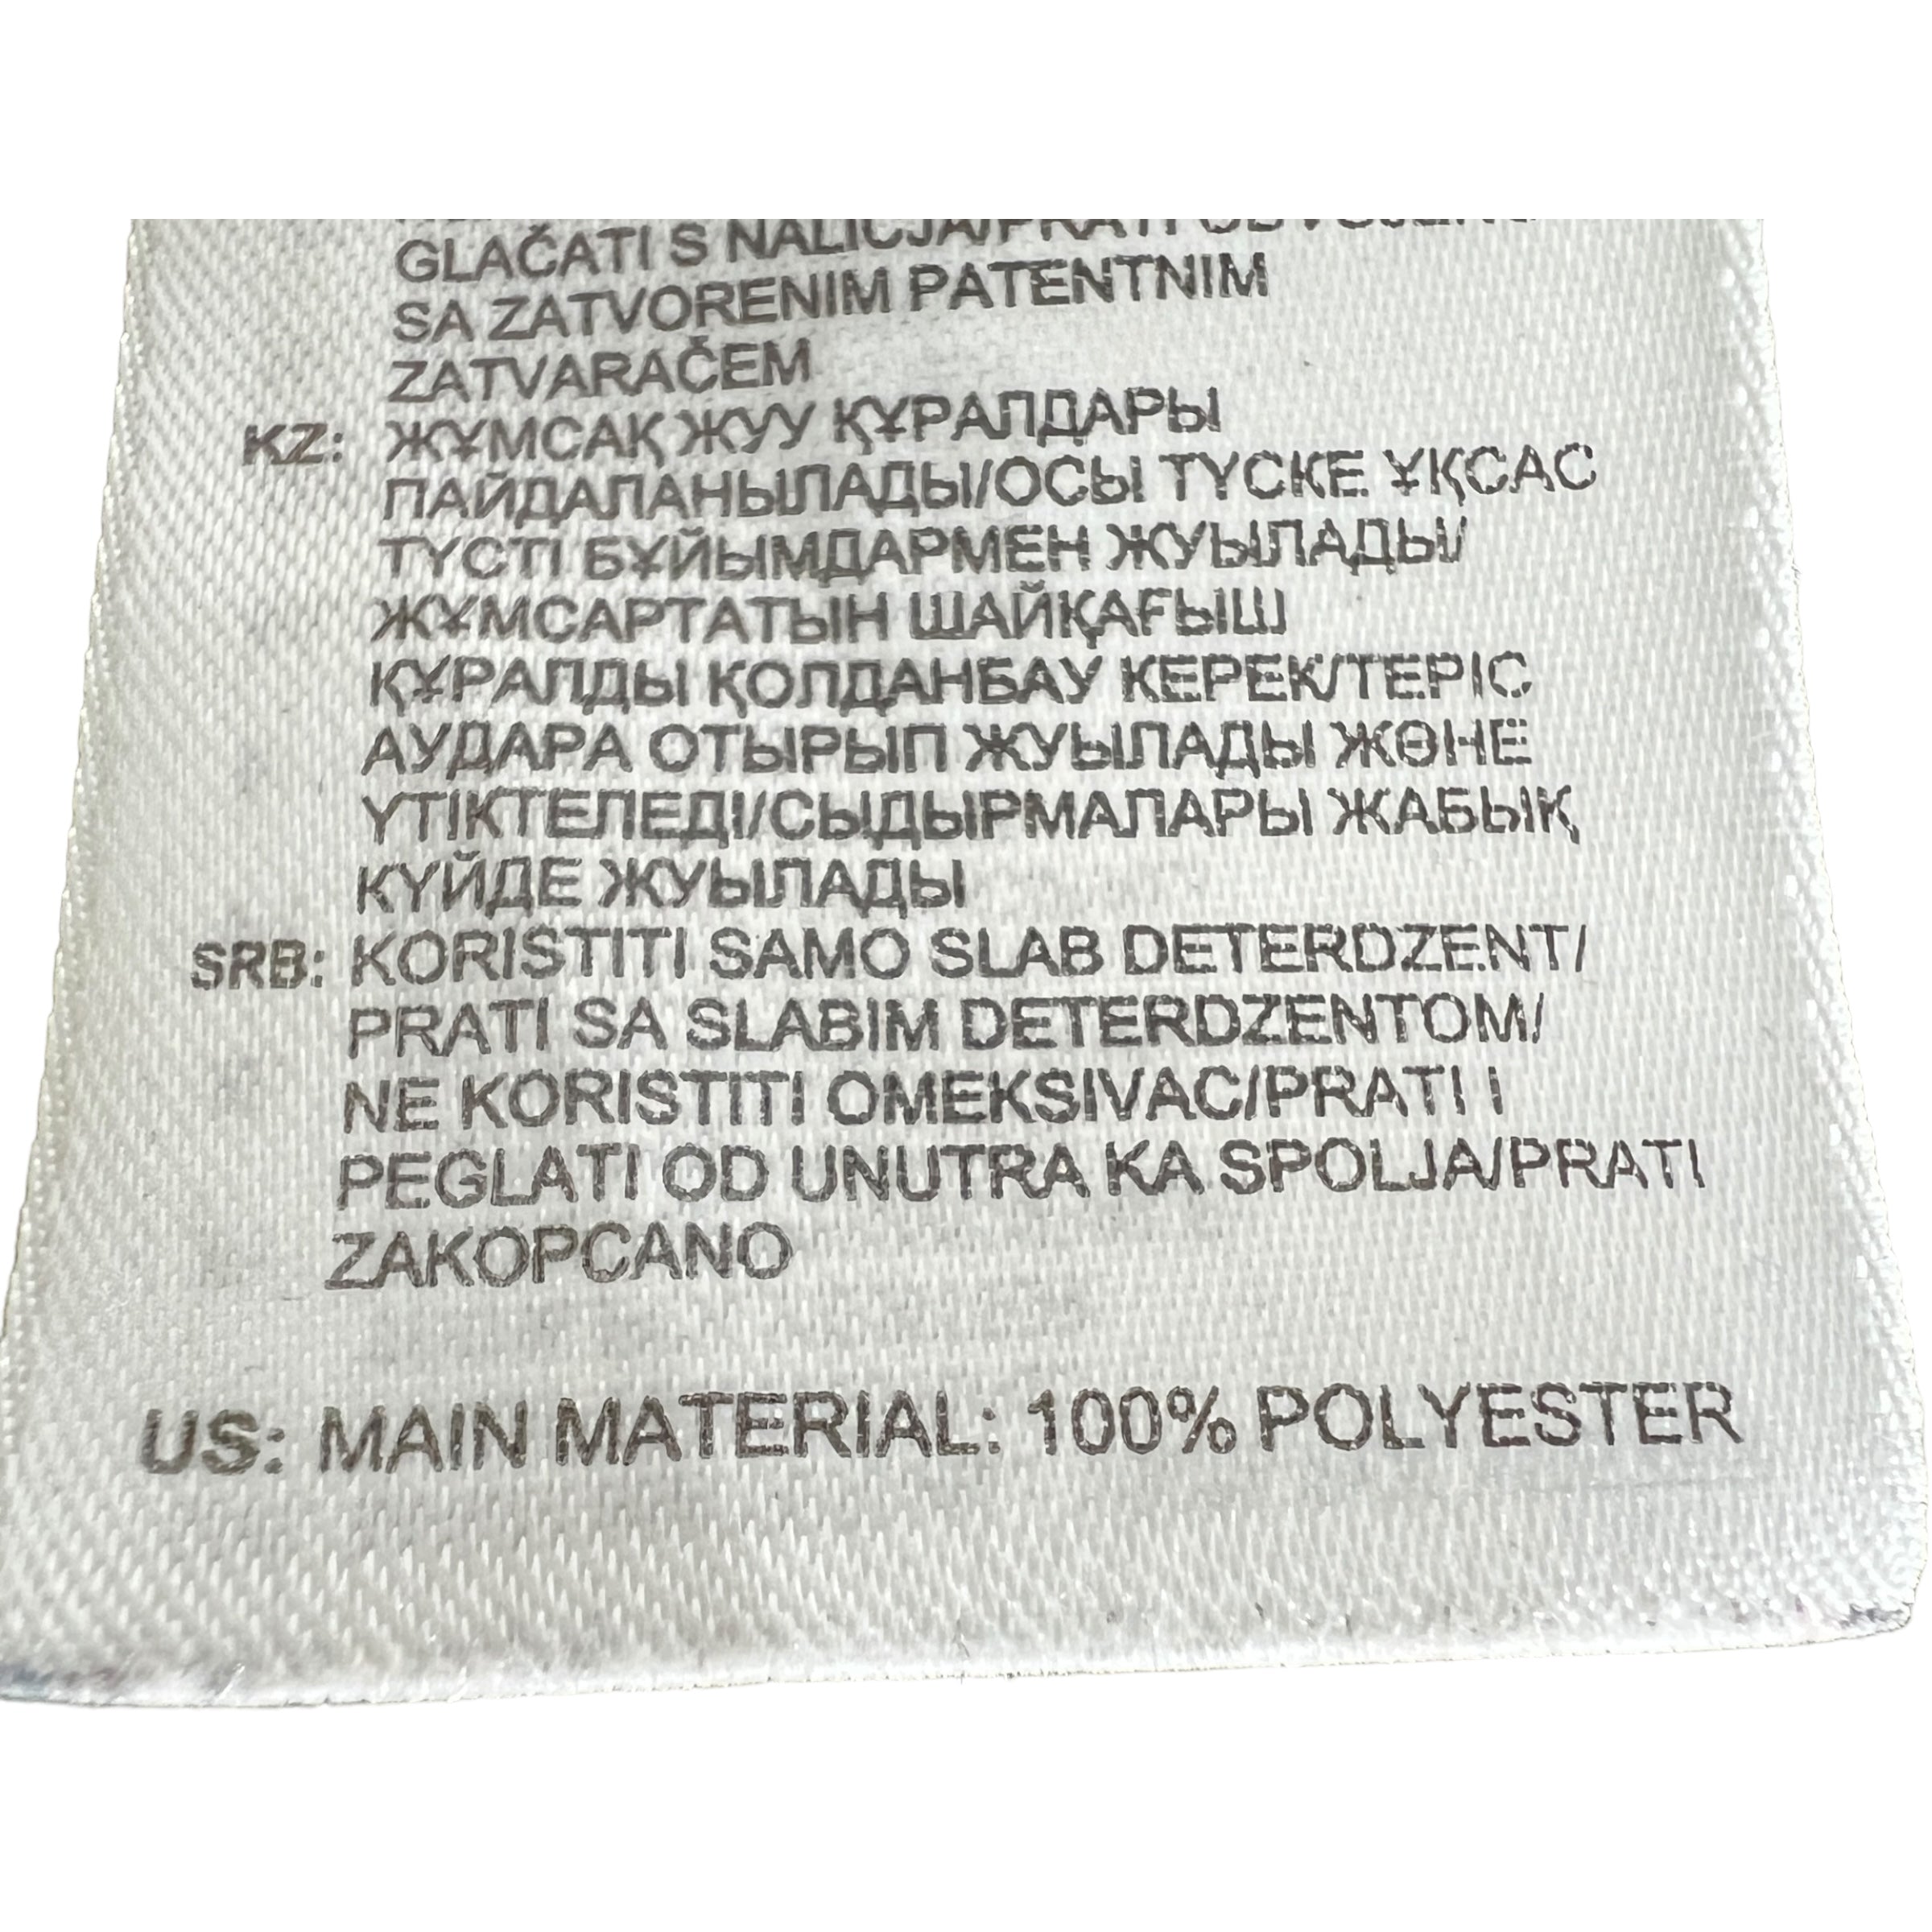 GLAČATI S NALICJA/PRATI ODVOJENO
SA ZATVORENIM PATENTNIM
ZATVARAČEM
KZ: ЖҰМСАҚ ЖУУ ҚҰРАЛДАРЫ
ПАЙДАЛАНЫЛАДЫ/ОСЫ ТҮСКЕ ҰҚСАС
ТҮСТІ БҰЙЫМДАРМЕН ЖУЫЛАДЫ/
ЖҰМСАРТАТЫН ШАЙҚАҒЫШ
ҚҰРАЛДЫ ҚОЛДАНБАУ КЕРЕК/ТЕРІС
АУДАРА ОТЫРЫП ЖУЫЛАДЫ ЖӨНЕ
ҮТІКТЕЛЕДІ/СЫДЫРМАЛАРЫ ЖАБЫҚ
КҮЙДЕ ЖУЫЛАДЫ
SRB: KORISTITI SAMO SLAB DETERDZENT/
PRATI SA SLABIM DETERDZENTOM/
NE KORISTITI OMEKSIVAC/PRATI I
PEGLATI OD UNUTRA KA SPOLJA/PRATI
ZAKOPCANO
US: MAIN MATERIAL: 100% POLYESTER